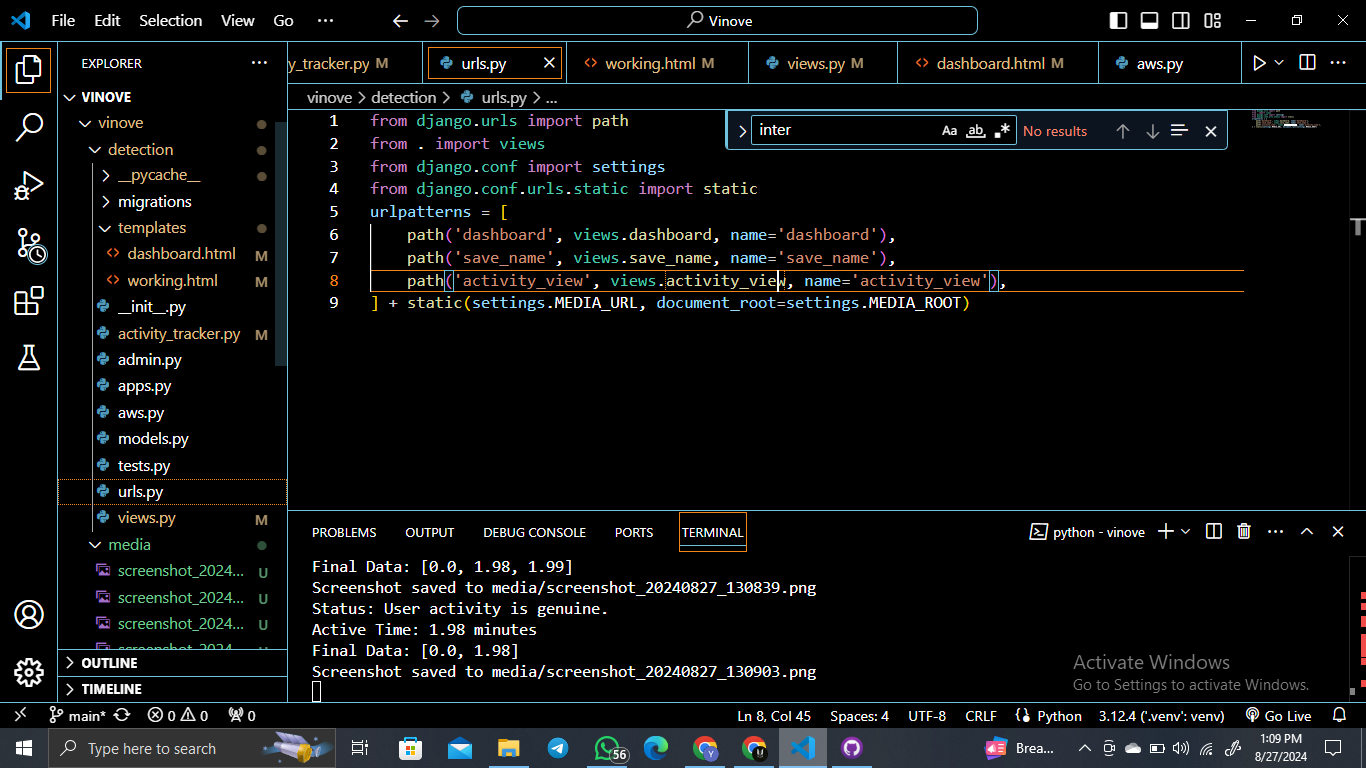 File Edit Selection View Go ···
Vinove
EXPLORER ···
VINOVE
vinove
detection
__pycache__
migrations
templates
dashboard.html M
working.html M
__init__.py
activity_tracker.py M
admin.py
apps.py
aws.py
models.py
tests.py
urls.py
views.py M
media
screenshot_2024... U
screenshot_2024... U
screenshot_2024... U
screenshot_2024...
OUTLINE
TIMELINE
y_tracker.py M
urls.py
working.html M
views.py M
dashboard.html M
aws.py
vinove > detection > urls.py > ...
inter
Aa ab .* No results
1 from django.urls import path
2 from . import views
3 from django.conf import settings
4 from django.conf.urls.static import static
5 urlpatterns = [
6 path('dashboard', views.dashboard, name='dashboard'),
7 path('save_name', views.save_name, name='save_name'),
8 path('activity_view', views.activity_view, name='activity_view'),
9 ] + static(settings.MEDIA_URL, document_root=settings.MEDIA_ROOT)
PROBLEMS OUTPUT DEBUG CONSOLE PORTS TERMINAL
python - vinove
Final Data: [0.0, 1.98, 1.99]
Screenshot saved to media/screenshot_20240827_130839.png
Status: User activity is genuine.
Active Time: 1.98 minutes
Final Data: [0.0, 1.98]
Screenshot saved to media/screenshot_20240827_130903.png
Activate Windows
Go to Settings to activate Windows.
main* 0 0 0
Ln 8, Col 45 Spaces: 4 UTF-8 CRLF Python 3.12.4 ('.venv': venv) Go Live
Type here to search
56
Brea...
1:09 PM
8/27/2024